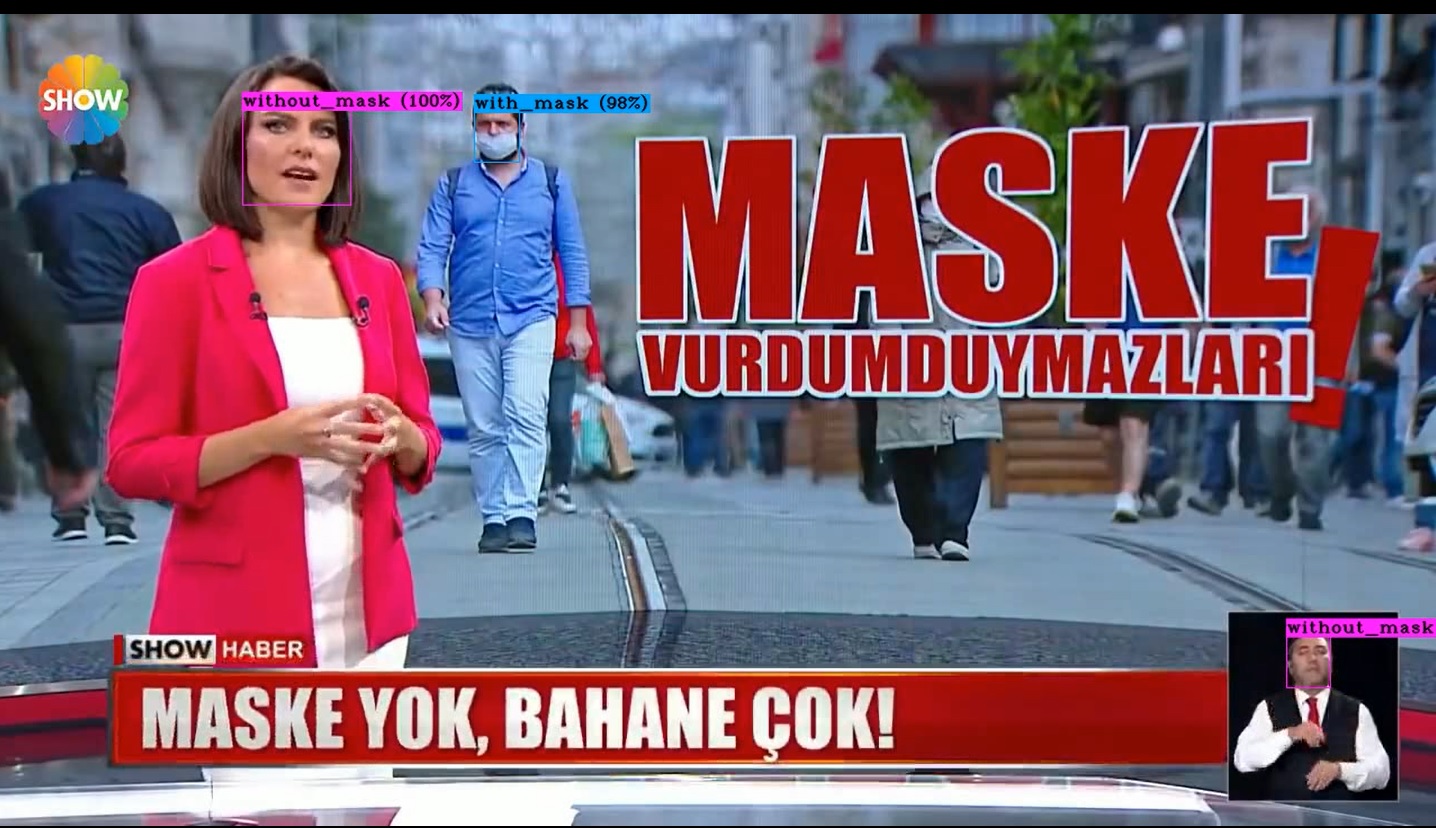 SHOW
without_mask (100%)
with_mask (98%)
MASKE
VURDUMDUYMAZLARI!
without_mask
SHOW HABER
MASKE YOK, BAHANE ÇOK!